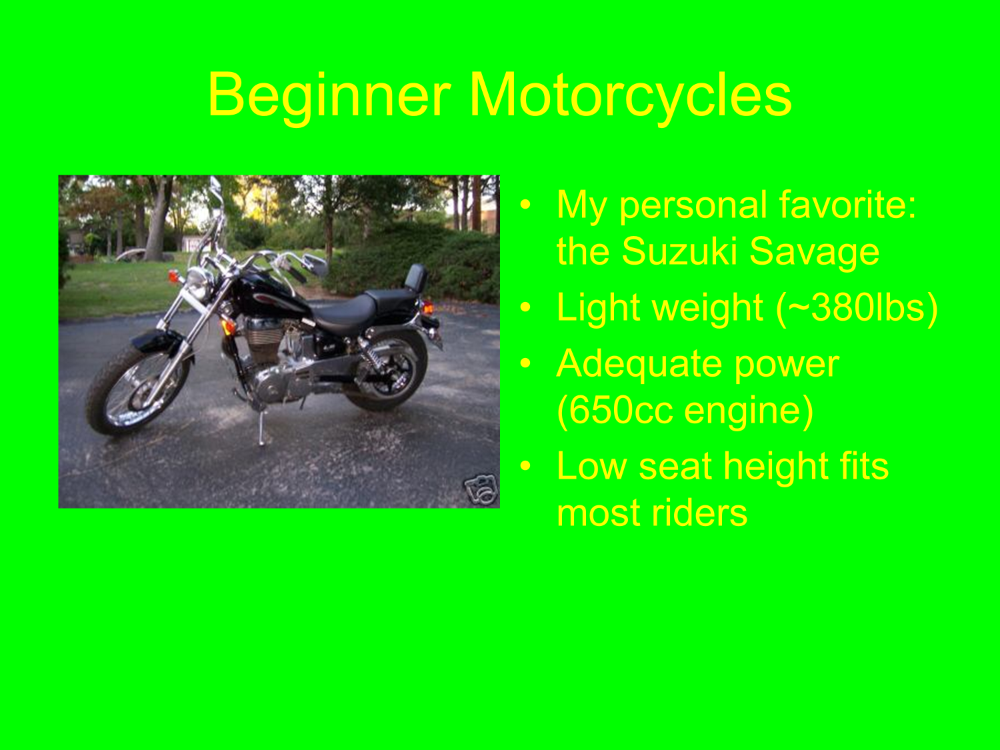 Beginner Motorcycles
• My personal favorite:
the Suzuki Savage
• Light weight (~380lbs)
• Adequate power
(650cc engine)
• Low seat height fits
most riders